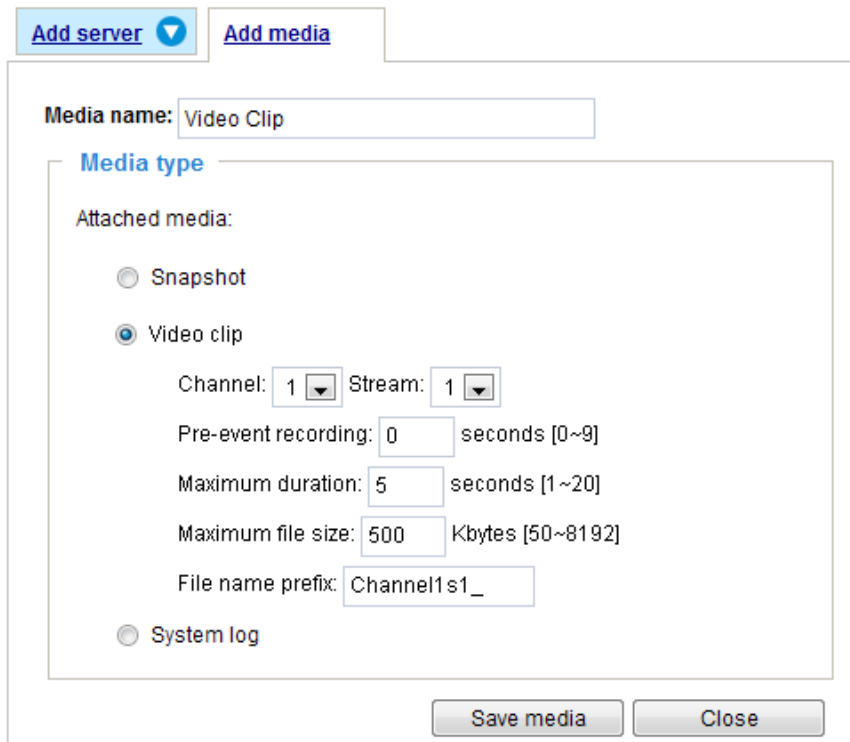 Add server Add media
Media name: Video Clip
Media type
Attached media:
Snapshot
Video clip
Channel: 1 Stream: 1
Pre-event recording: 0 seconds [0~9]
Maximum duration: 5 seconds [1~20]
Maximum file size: 500 Kbytes [50~8192]
File name prefix: Channel1s1_
System log
Save media Close